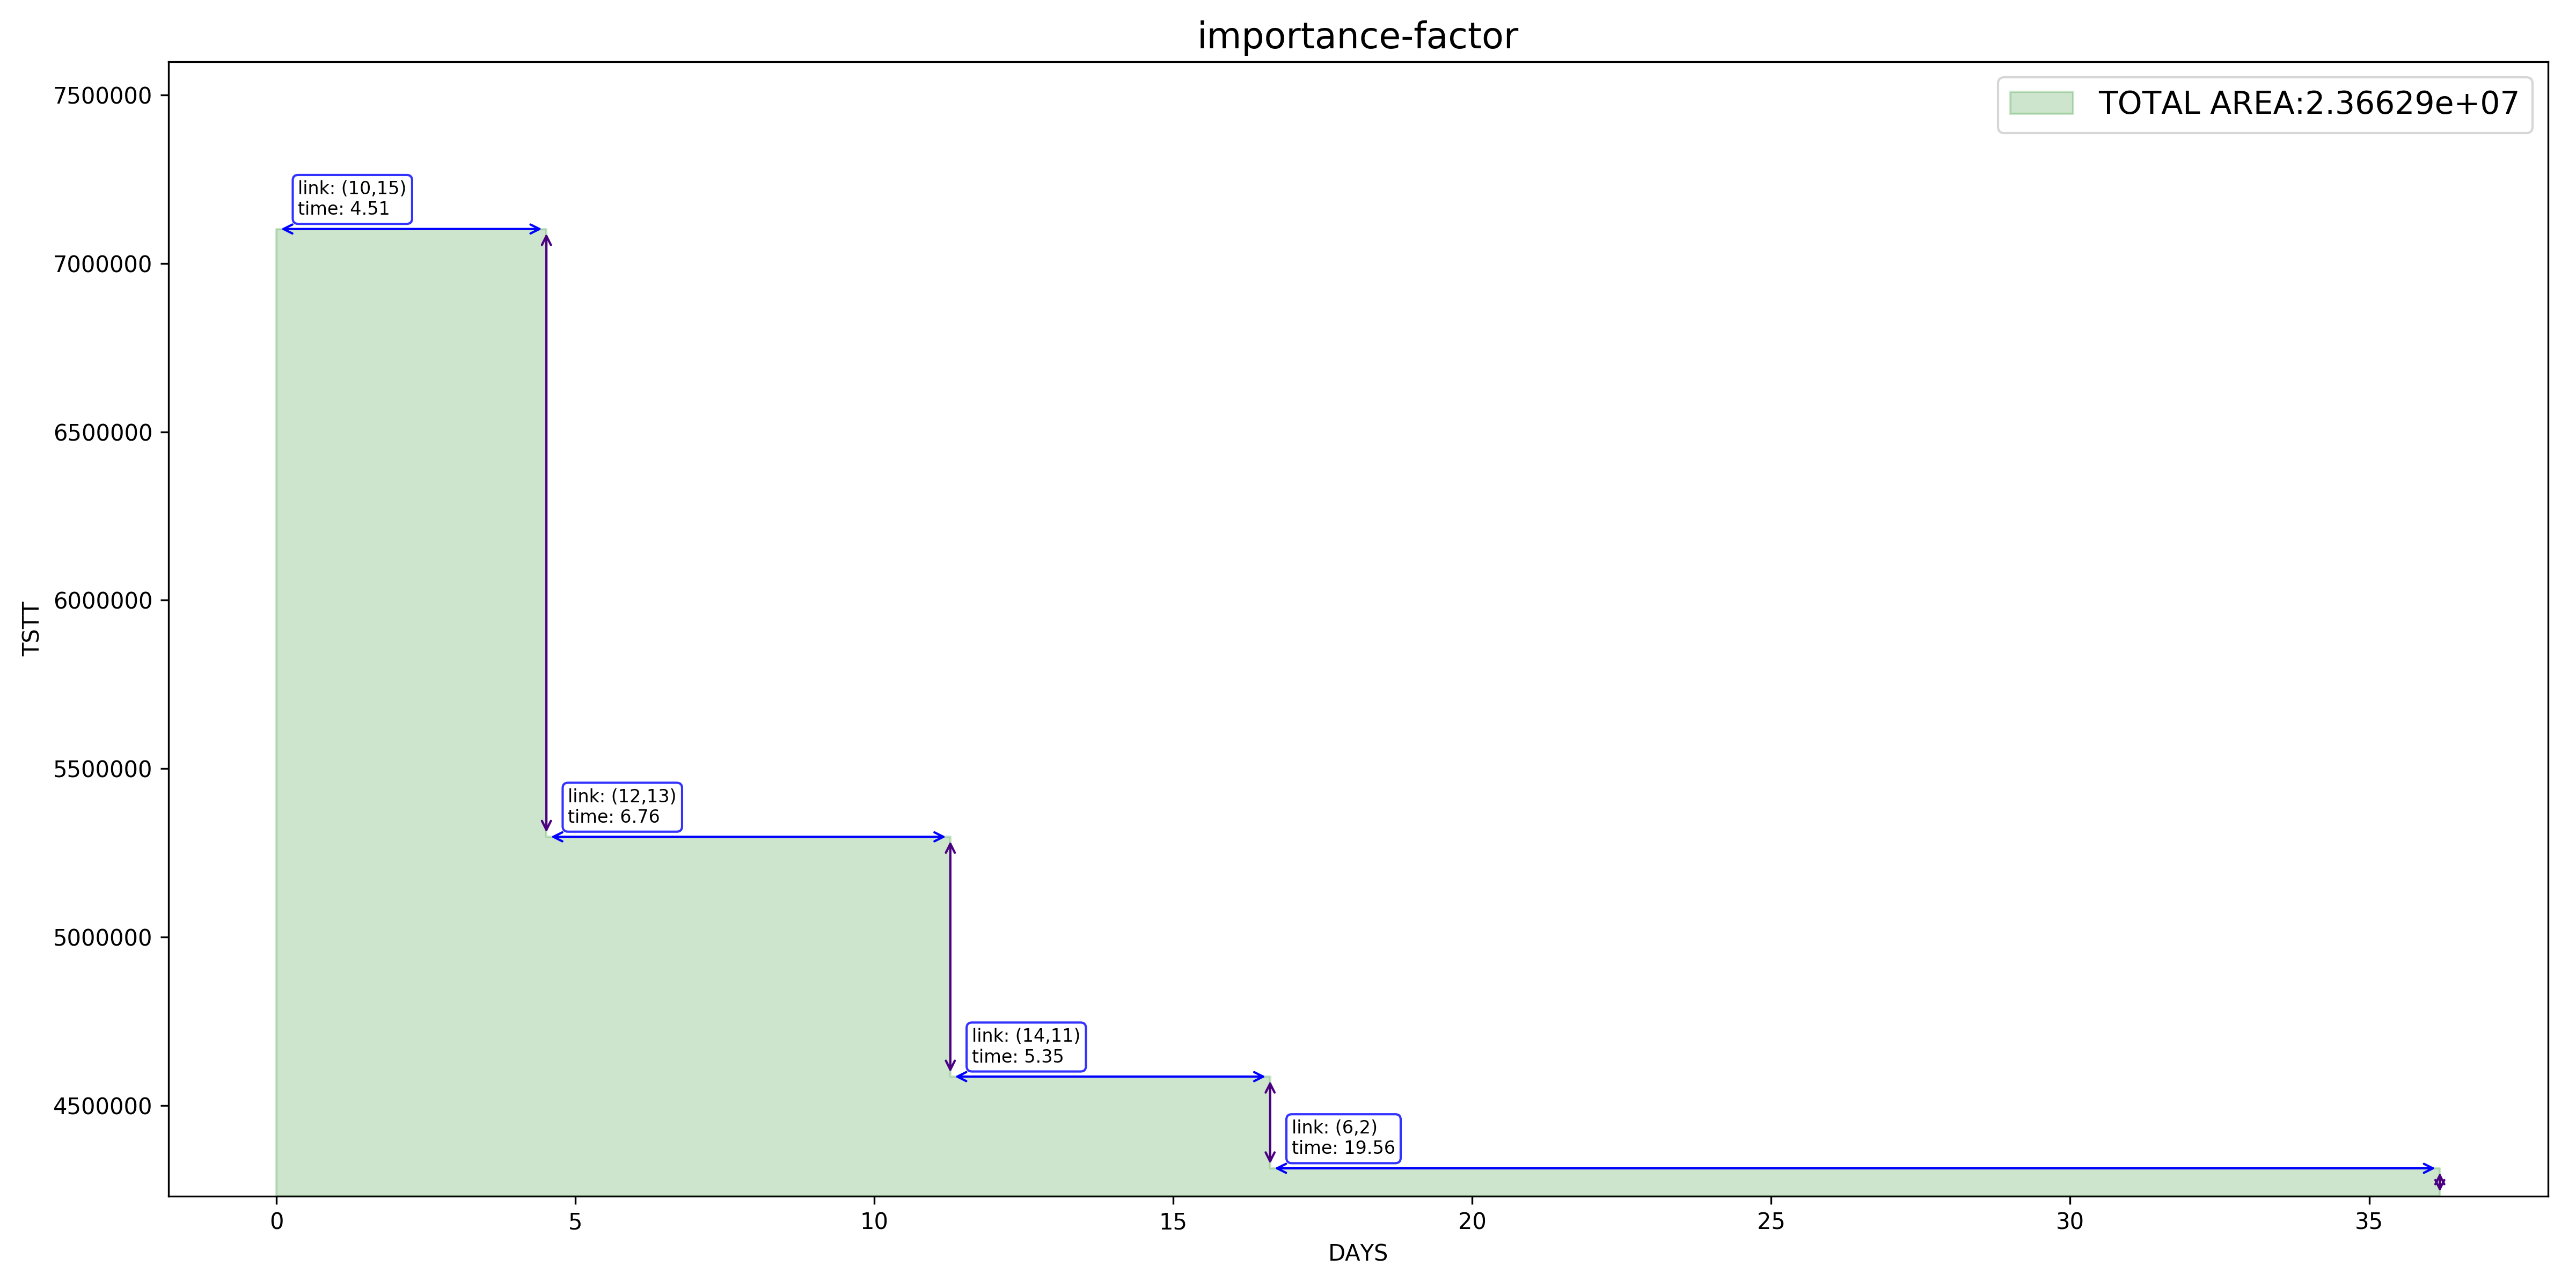 importance-factor
TOTAL AREA:2.36629e+07
7500000
7000000
6500000
6000000
5500000
5000000
4500000
TSTT
link: (10,15)
time: 4.51
link: (12,13)
time: 6.76
link: (14,11)
time: 5.35
link: (6,2)
time: 19.56
0 5 10 15 20 25 30 35
DAYS